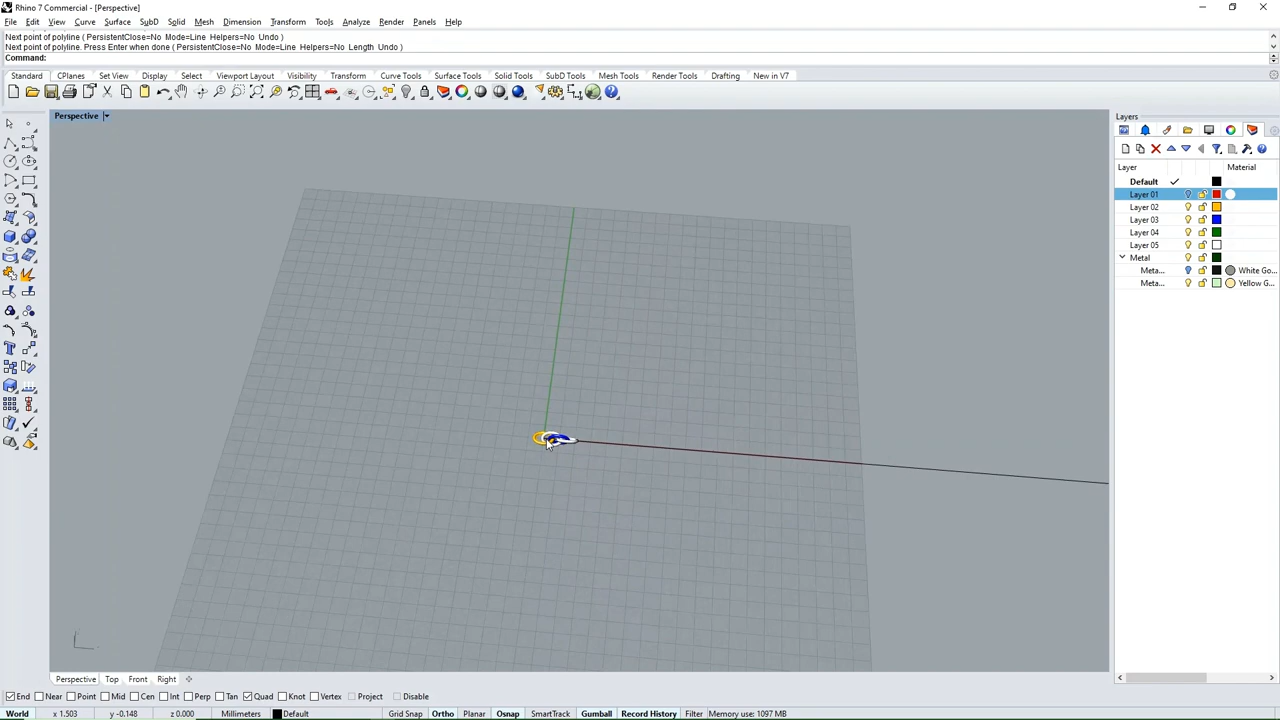 Rhino 7 Commercial - [Perspective]
File Edit View Curve Surface SubD Solid Mesh Dimension Transform Tools Analyze Render Panels Help
Next point of polyline ( PersistentClose=No Mode=Line Helpers=No Undo )
Next point of polyline. Press Enter when done ( PersistentClose=No Mode=Line Helpers=No Length Undo )
Command:
Standard CPlanes Set View Display Select Viewport Layout Visibility Transform Curve Tools Surface Tools Solid Tools SubD Tools Mesh Tools Render Tools Drafting New in V7
Perspective
Layers
Layer Material
Default
Layer 01
Layer 02
Layer 03
Layer 04
Layer 05
Metal
Meta... White Go...
Meta... Yellow G...
Perspective Top Front Right
End Near Point Mid Cen Int Perp Tan Quad Knot Vertex Project Disable
World x 1.503 y -0.148 z 0.000 Millimeters Default Grid Snap Ortho Planar Osnap SmartTrack Gumball Record History Filter Memory use: 1097 MB